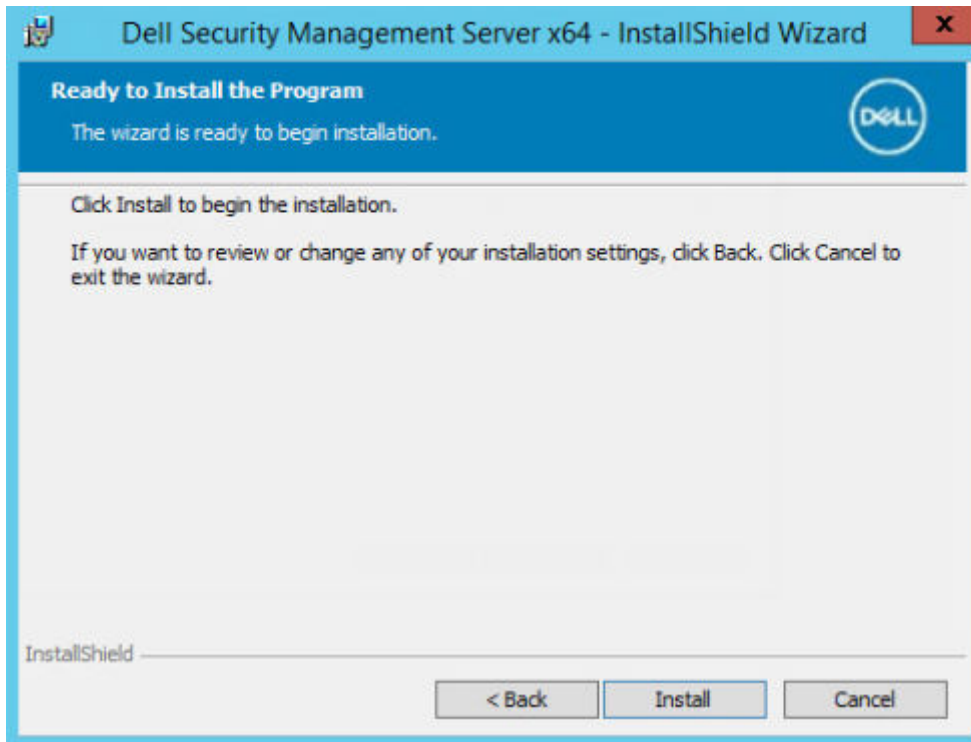 Dell Security Management Server x64 - InstallShield Wizard
x
Ready to Install the Program
The wizard is ready to begin installation.
DELL
Click Install to begin the installation.
If you want to review or change any of your installation settings, click Back. Click Cancel to
exit the wizard.
InstallShield
< Back
Install
Cancel